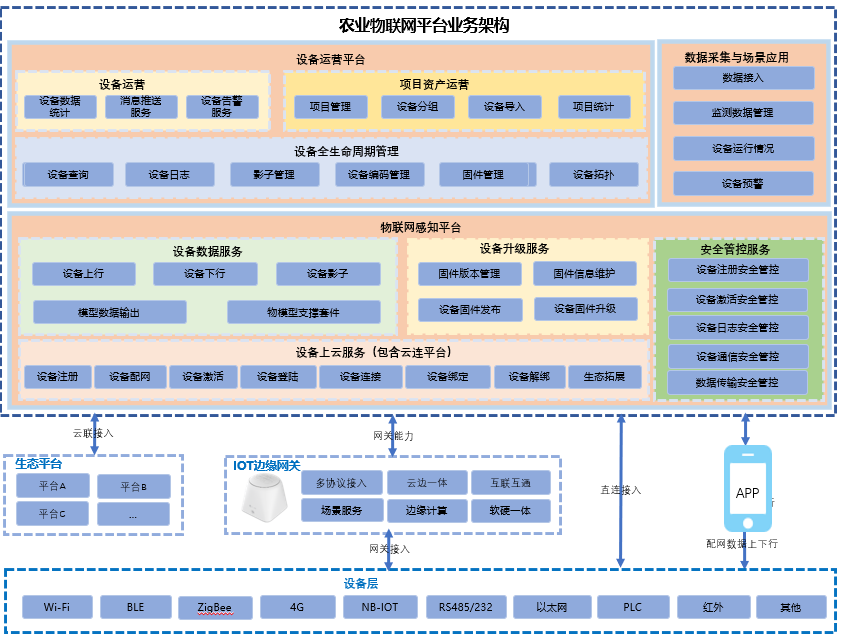 农业物联网平台业务架构
设备运营平台
设备运营
设备数据
统计
消息推送
服务
设备告警
服务
项目资产运营
项目管理
设备分组
设备导入
项目统计
设备全生命周期管理
设备查询
设备日志
影子管理
设备编码管理
固件管理
设备拓扑
数据采集与场景应用
数据接入
监测数据管理
设备运行情况
设备预警
物联网感知平台
设备数据服务
设备上行
设备下行
设备影子
模型数据输出
物模型支撑套件
设备升级服务
固件版本管理
固件信息维护
设备固件发布
设备固件升级
安全管控服务
设备注册安全管控
设备激活安全管控
设备日志安全管控
设备通信安全管控
数据传输安全管控
设备上云服务（包含云连平台）
设备注册
设备配网
设备激活
设备登陆
设备连接
设备绑定
设备解绑
生态拓展
云联接入
网关能力
直连接入
生态平台
平台A
平台B
平台C
...
IOT边缘网关
多协议接入
云边一体
互联互通
场景服务
边缘计算
软硬一体
网关接入
APP
行
配网数据上下行
设备层
Wi-Fi
BLE
ZigBee
4G
NB-IOT
RS485/232
以太网
PLC
红外
其他